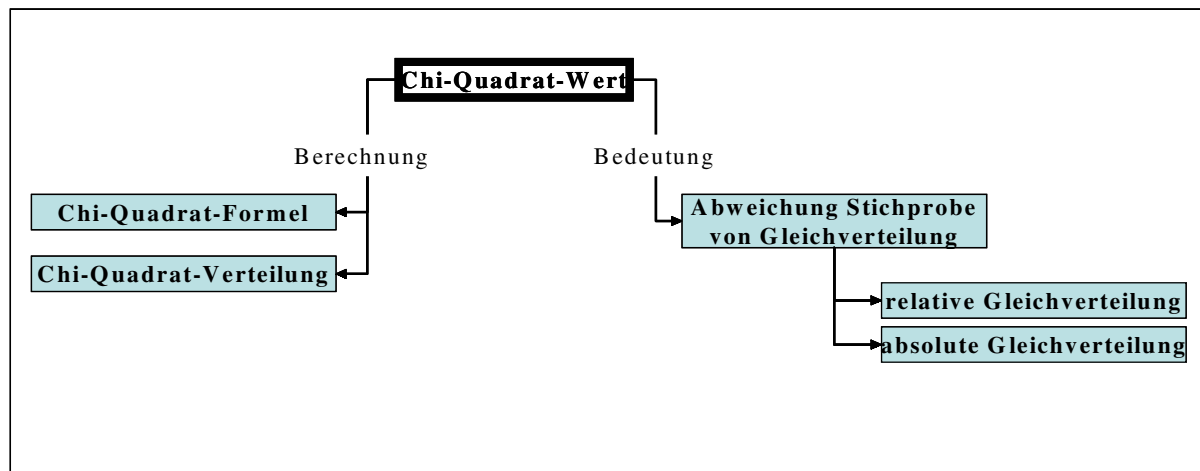 Chi-Quadrat-Wert
Berechnung
Bedeutung
Chi-Quadrat-Formel
Chi-Quadrat-Verteilung
Abweichung Stichprobe
von Gleichverteilung
relative Gleichverteilung
absolute Gleichverteilung